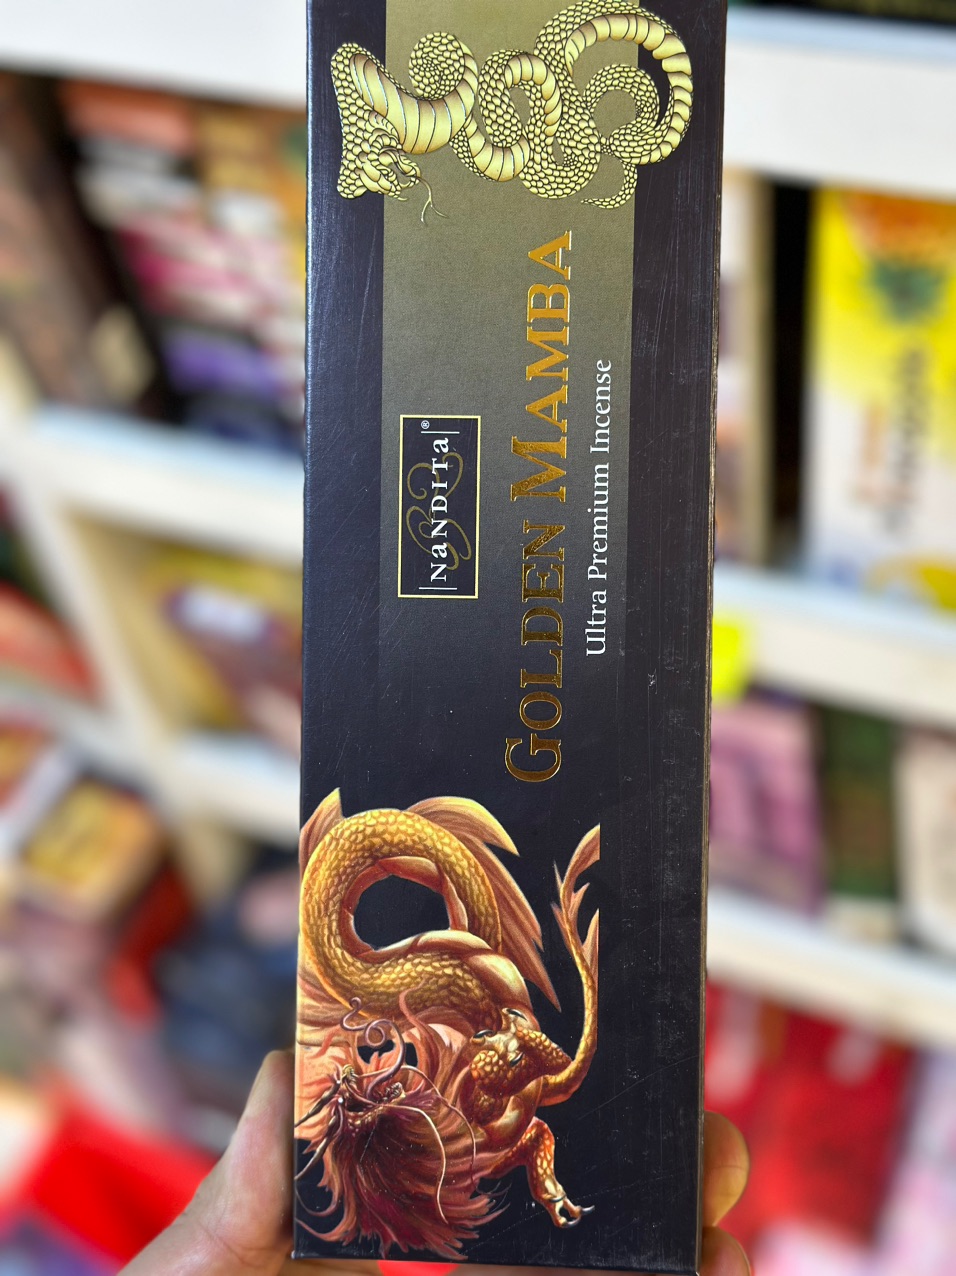 NaNDITa®
GOLDEN MAMBA
Ultra Premium Incense